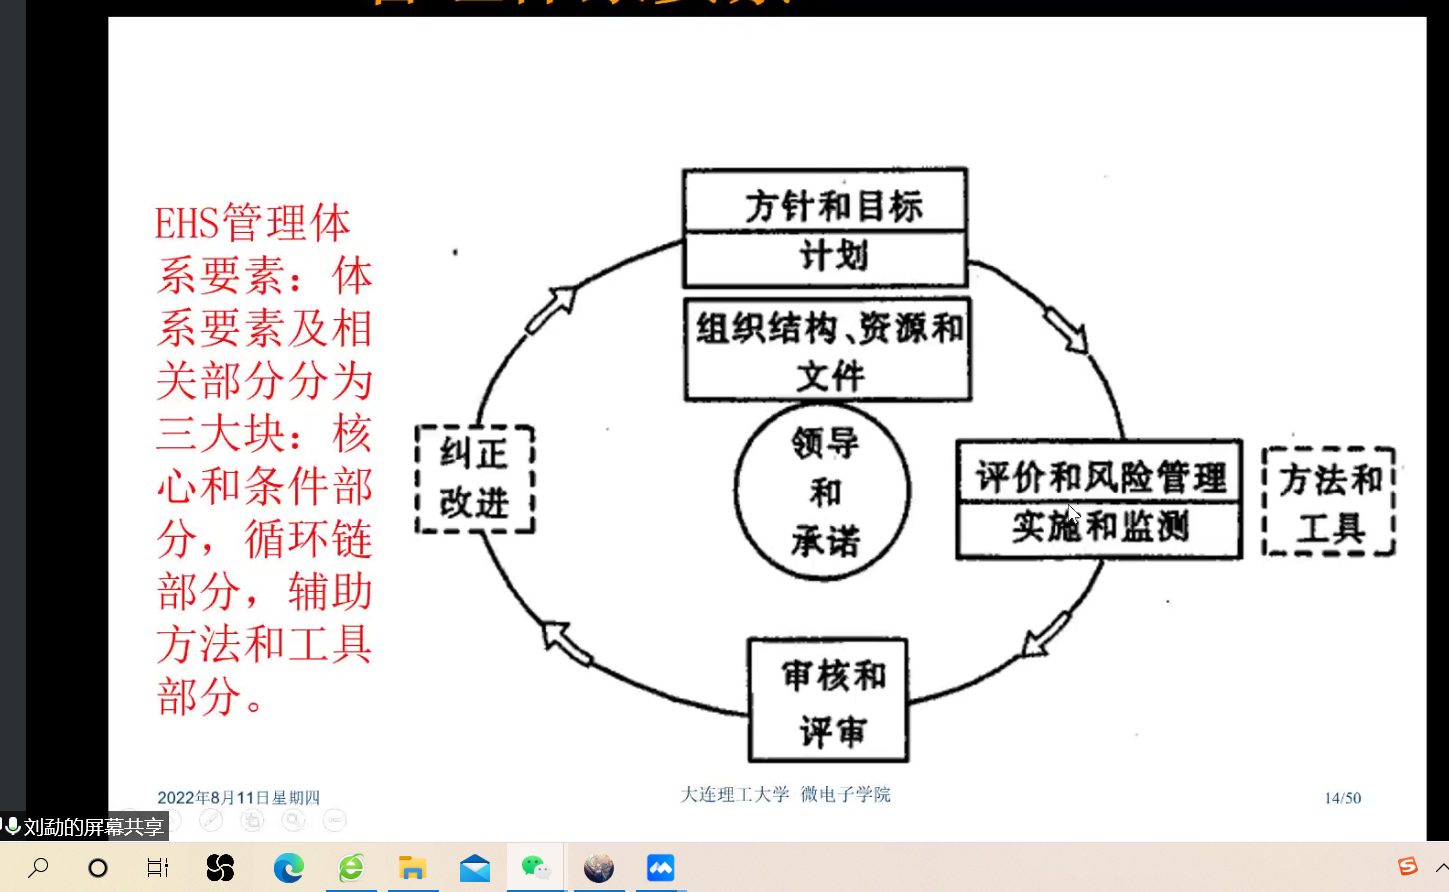 EHS管理体
系要素：体
系要素及相
关部分分为
三大块：核
心和条件部
分，循环链
部分，辅助
方法和工具
部分。
方针和目标
计划
组织结构、资源和
文件
领导
和
承诺
纠正
改进
评价和风险管理
实施和监测
方法和
工具
审核和
评审
2022年8月11日星期四
大连理工大学 微电子学院
14/50
刘勐的屏幕共享